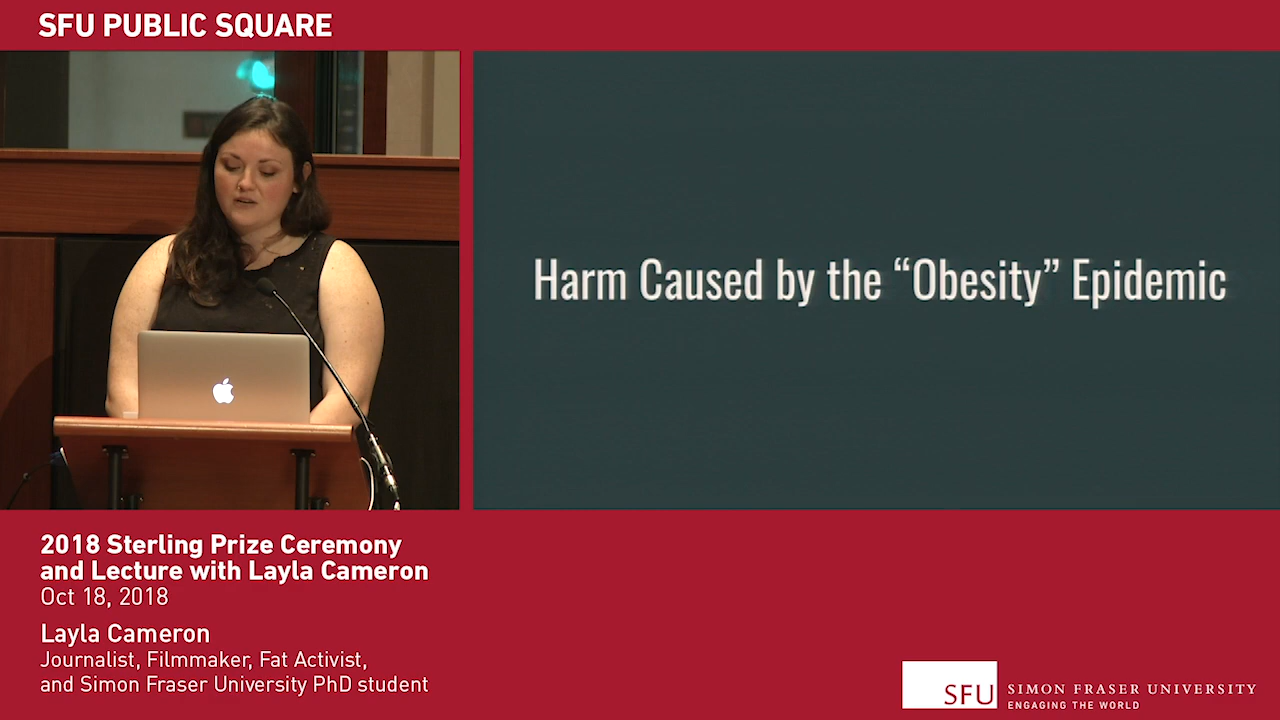 SFU PUBLIC SQUARE
Harm Caused by the “Obesity” Epidemic
2018 Sterling Prize Ceremony
and Lecture with Layla Cameron
Oct 18, 2018
Layla Cameron
Journalist, Filmmaker, Fat Activist,
and Simon Fraser University PhD student
SFU
SIMON FRASER UNIVERSITY
ENGAGING THE WORLD